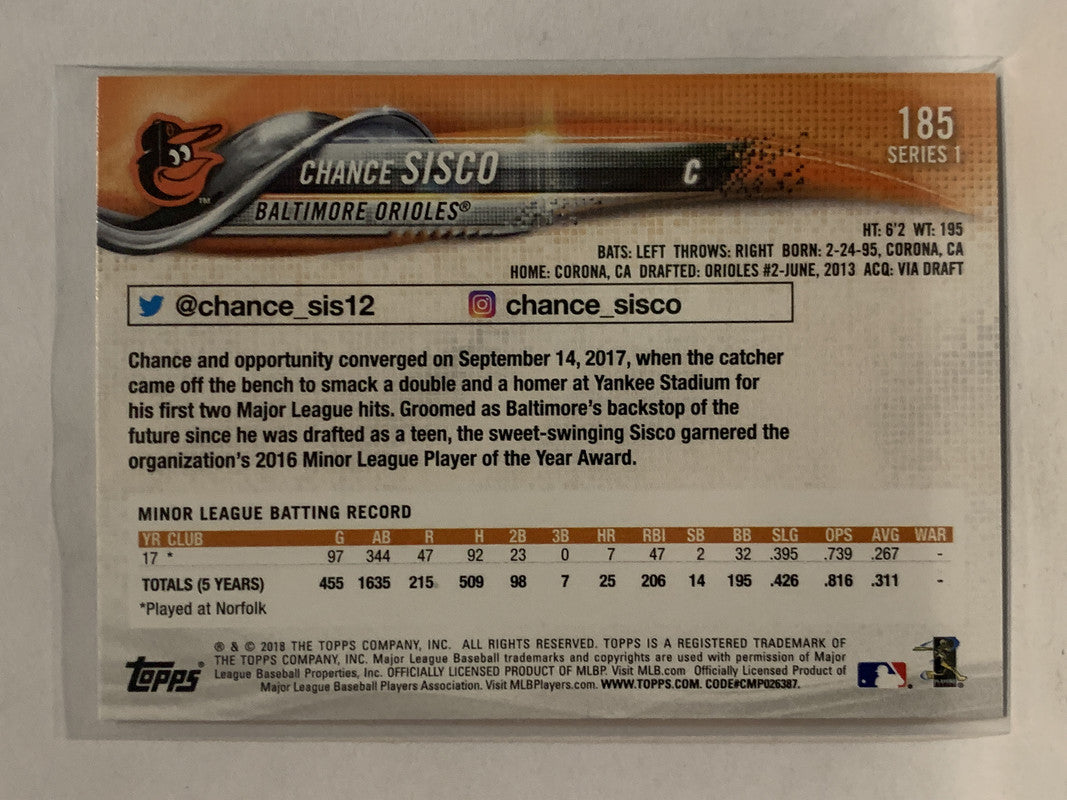 185
SERIES 1
CHANCE SISCO C
BALTIMORE ORIOLES®
HT: 6'2 WT: 195
BATS: LEFT THROWS: RIGHT BORN: 2-24-95, CORONA, CA
HOME: CORONA, CA DRAFTED: ORIOLES #2-JUNE, 2013 ACQ: VIA DRAFT
@chance_sis12 chance_sisco
Chance and opportunity converged on September 14, 2017, when the catcher
came off the bench to smack a double and a homer at Yankee Stadium for
his first two Major League hits. Groomed as Baltimore's backstop of the
future since he was drafted as a teen, the sweet-swinging Sisco garnered the
organization's 2016 Minor League Player of the Year Award.
MINOR LEAGUE BATTING RECORD
YR CLUB G AB R H 2B 3B HR RBI SB BB SLG OPS AVG WAR
17 * 97 344 47 92 23 0 7 47 2 32 .395 .739 .267 -
TOTALS (5 YEARS) 455 1635 215 509 98 7 25 206 14 195 .426 .816 .311 -
*Played at Norfolk
® & © 2018 THE TOPPS COMPANY, INC. ALL RIGHTS RESERVED. TOPPS IS A REGISTERED TRADEMARK OF
THE TOPPS COMPANY, INC. Major League Baseball trademarks and copyrights are used with permission of Major
League Baseball Properties, Inc. OFFICIALLY LICENSED PRODUCT OF MLBP. Visit MLB.com Officially Licensed Product of
Major League Baseball Players Association. Visit MLBPlayers.com. WWW.TOPPS.COM. CODE#CMP026387.
Topps®